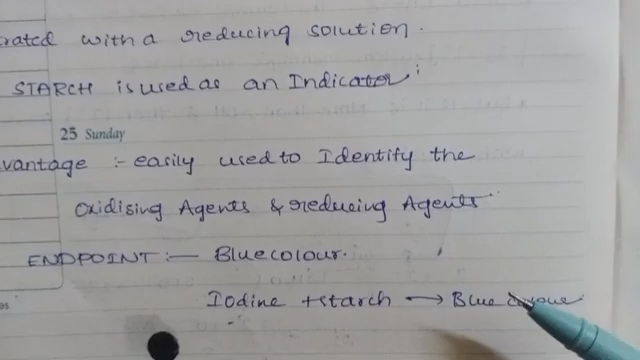 rated with a reducing solution.
STARCH is used as an Indicator
25 Sunday
vantage :- easily used to Identify the
Oxidising Agents & reducing Agents
ENDPOINT :— Bluecolour.
Iodine + starch → Blue